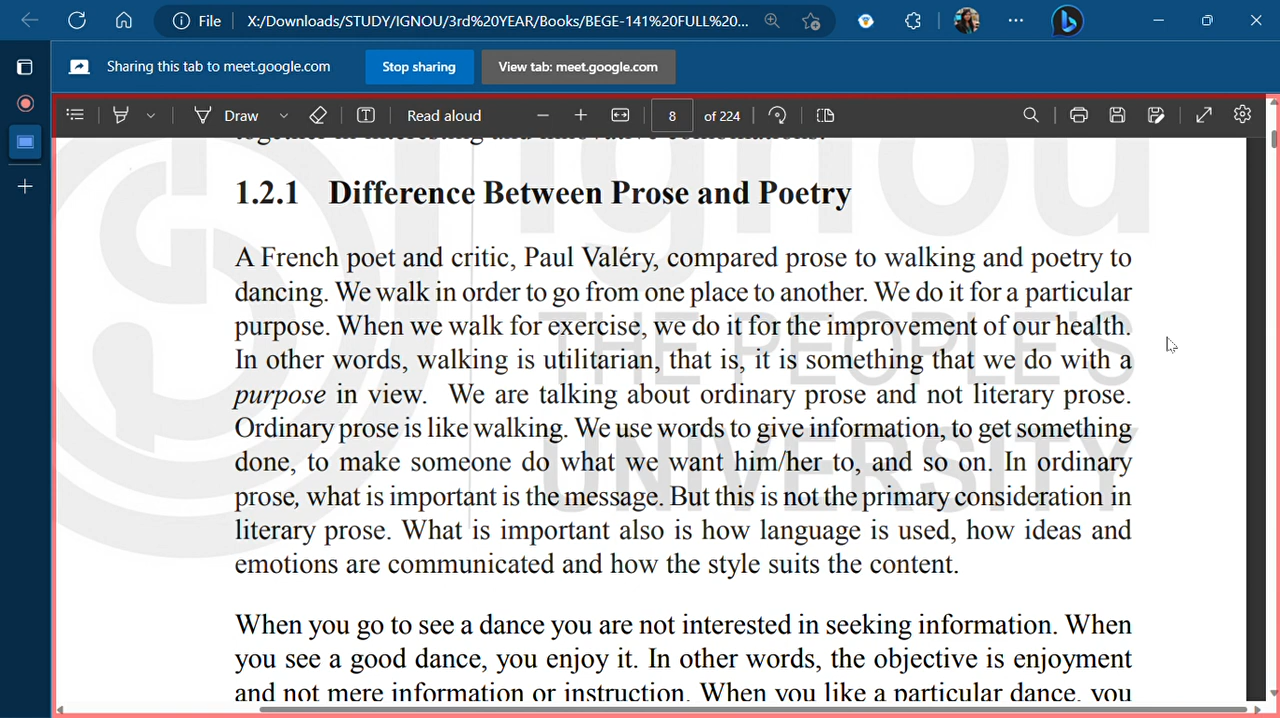 File X:/Downloads/STUDY/IGNOU/3rd%20YEAR/Books/BEGE-141%20FULL%20...
Sharing this tab to meet.google.com Stop sharing View tab: meet.google.com
Draw Read aloud 8 of 224
1.2.1 Difference Between Prose and Poetry
A French poet and critic, Paul Valéry, compared prose to walking and poetry to
dancing. We walk in order to go from one place to another. We do it for a particular
purpose. When we walk for exercise, we do it for the improvement of our health.
In other words, walking is utilitarian, that is, it is something that we do with a
purpose in view. We are talking about ordinary prose and not literary prose.
Ordinary prose is like walking. We use words to give information, to get something
done, to make someone do what we want him/her to, and so on. In ordinary
prose, what is important is the message. But this is not the primary consideration in
literary prose. What is important also is how language is used, how ideas and
emotions are communicated and how the style suits the content.
When you go to see a dance you are not interested in seeking information. When
you see a good dance, you enjoy it. In other words, the objective is enjoyment
and not mere information or instruction. When you like a particular dance, you
ignou
THE PEOPLE'S
UNIVERSITY